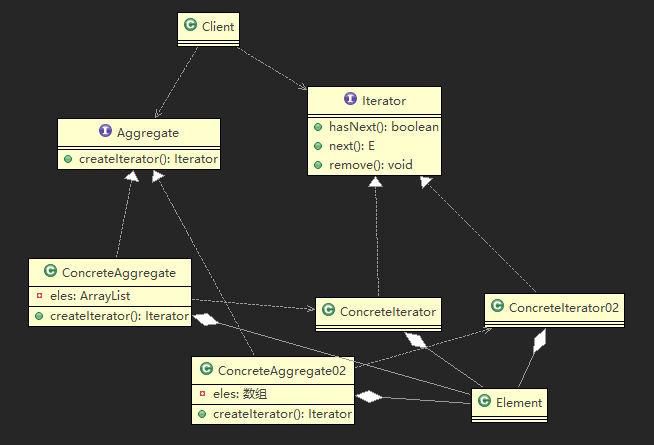 C Client
I Aggregate
createIterator(): Iterator
I Iterator
hasNext(): boolean
next(): E
remove(): void
C ConcreteAggregate
eles: ArrayList
createIterator(): Iterator
C ConcreteIterator
C ConcreteIterator02
C ConcreteAggregate02
eles: 数组
createIterator(): Iterator
C Element